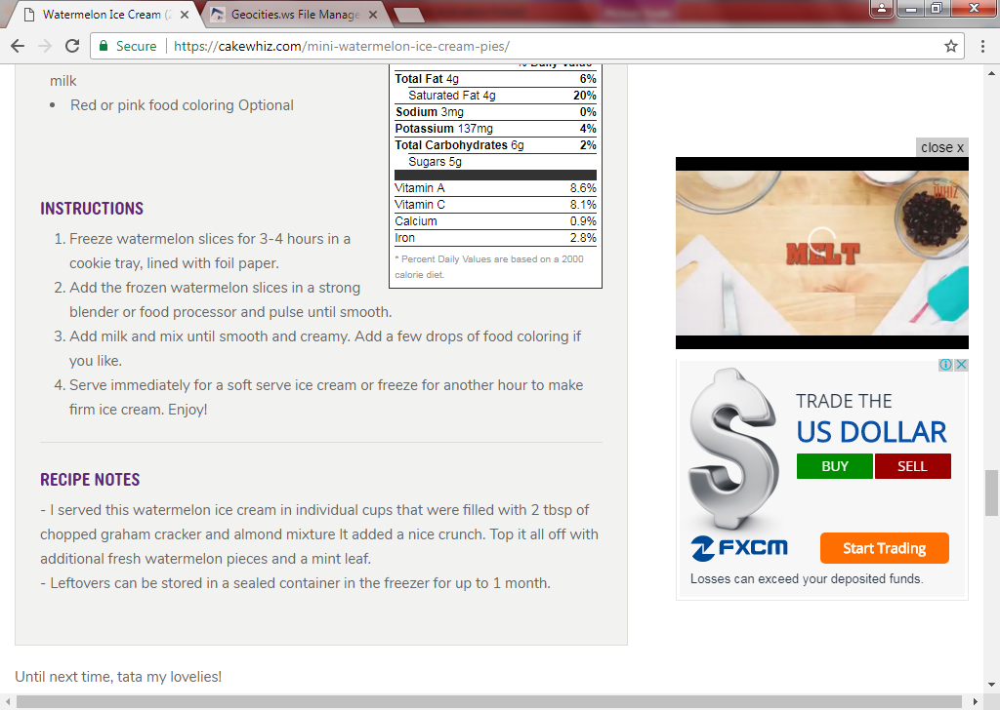 Watermelon Ice Cream (2
Geocities.ws File Manage
Secure
https://cakewhiz.com/mini-watermelon-ice-cream-pies/
milk
Red or pink food coloring Optional
% Daily Value*
Total Fat 4g 6%
Saturated Fat 4g 20%
Sodium 3mg 0%
Potassium 137mg 4%
Total Carbohydrates 6g 2%
Sugars 5g
Vitamin A 8.6%
Vitamin C 8.1%
Calcium 0.9%
Iron 2.8%
* Percent Daily Values are based on a 2000
calorie diet.
INSTRUCTIONS
1. Freeze watermelon slices for 3-4 hours in a
cookie tray, lined with foil paper.
2. Add the frozen watermelon slices in a strong
blender or food processor and pulse until smooth.
3. Add milk and mix until smooth and creamy. Add a few drops of food coloring if
you like.
4. Serve immediately for a soft serve ice cream or freeze for another hour to make
firm ice cream. Enjoy!
RECIPE NOTES
- I served this watermelon ice cream in individual cups that were filled with 2 tbsp of
chopped graham cracker and almond mixture It added a nice crunch. Top it all off with
additional fresh watermelon pieces and a mint leaf.
- Leftovers can be stored in a sealed container in the freezer for up to 1 month.
Until next time, tata my lovelies!
close x
WHIZ
MELT
TRADE THE
US DOLLAR
BUY
SELL
FXCM
Start Trading
Losses can exceed your deposited funds.